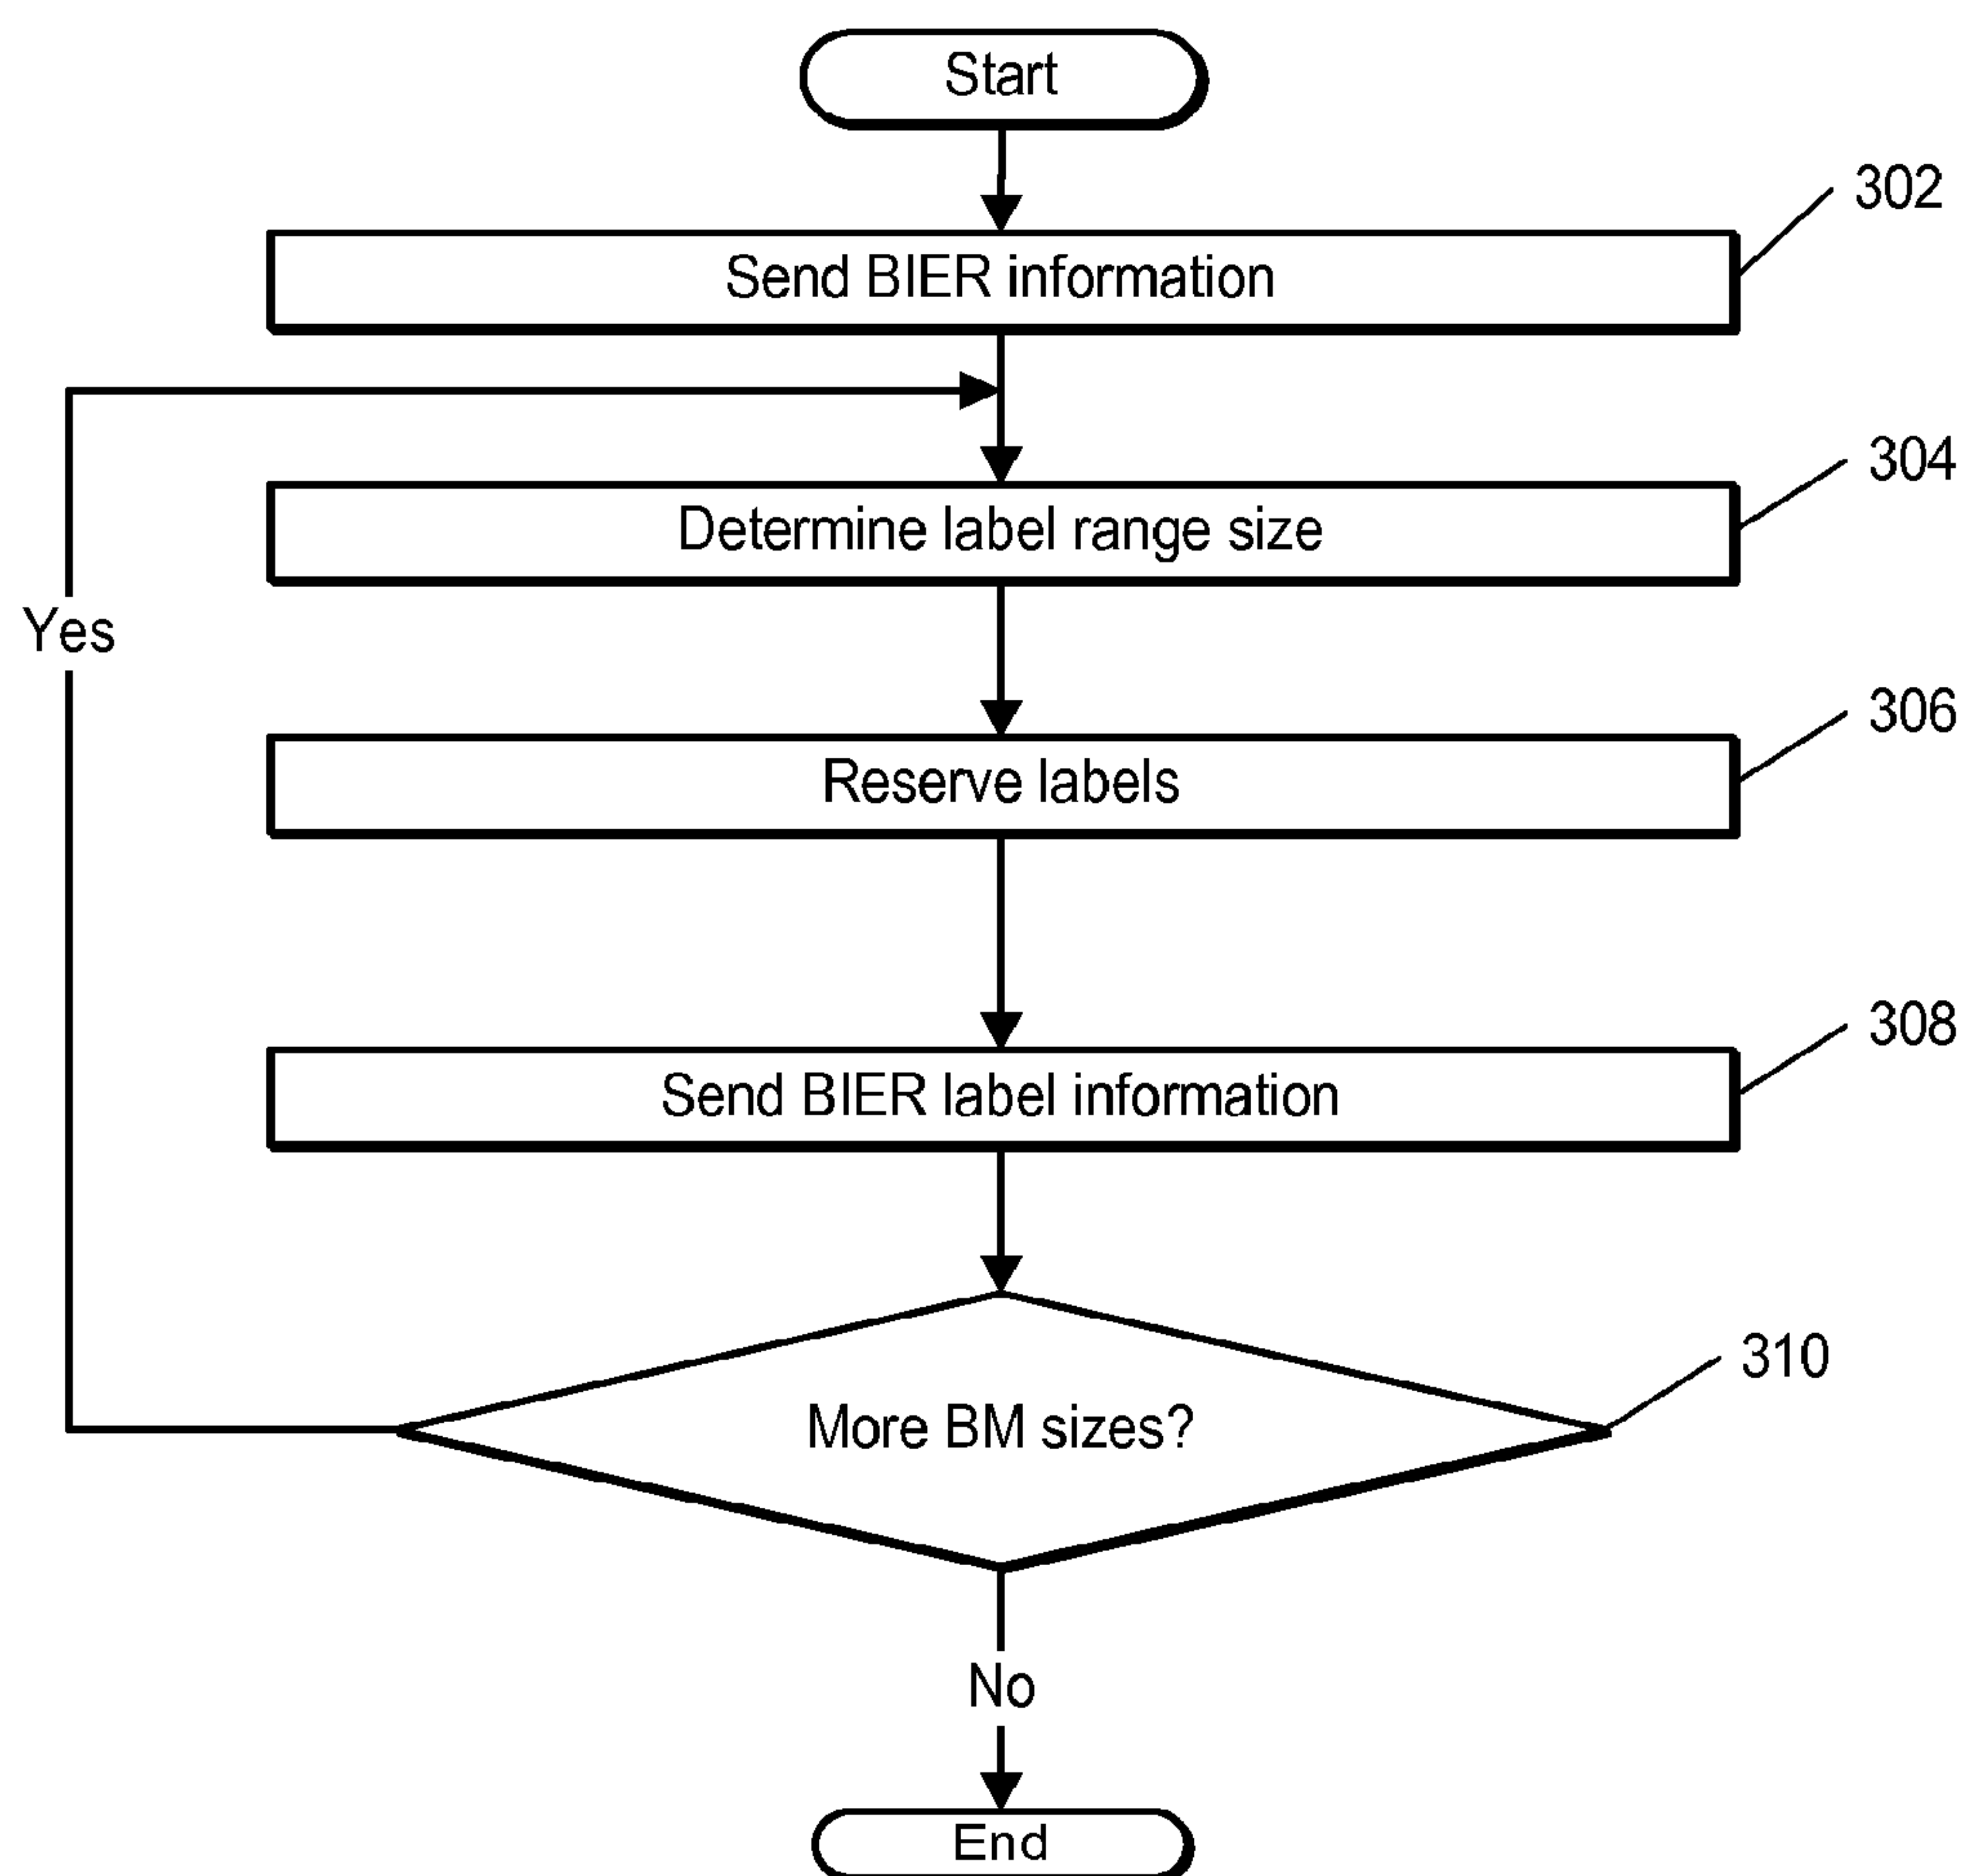 Start
302
Send BIER information
304
Determine label range size
Yes
306
Reserve labels
308
Send BIER label information
310
More BM sizes?
No
End